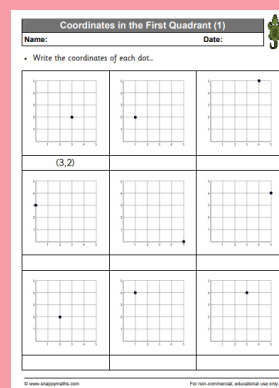 Coordinates in the First Quadrant (1)
Name: Date:
• Write the coordinates of each dot...
(3,2)
© www.snappymaths.com For non-commercial, educational use only